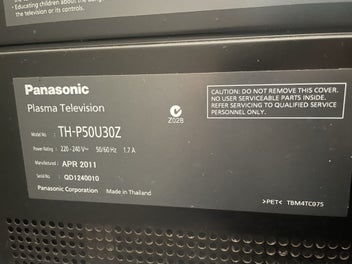 • Educating children about the
the television or its controls.
Panasonic
Plasma Television
Model No. : TH-P50U30Z
Power Rating : 220 - 240 V~ 50/60 Hz 1.7 A
Manufactured : APR 2011
Serial No. : QD1240010
Panasonic Corporation Made in Thailand
Z028
CAUTION: DO NOT REMOVE THIS COVER.
NO USER SERVICEABLE PARTS INSIDE.
REFER SERVICING TO QUALIFIED SERVICE
PERSONNEL ONLY.
>PET< TBM4TC075